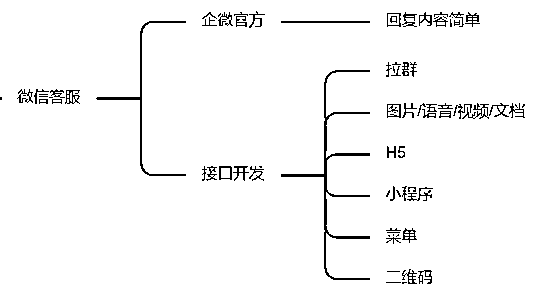 企微官方
回复内容简单
微信客服
拉群
图片/语音/视频/文档
H5
接口开发
小程序
菜单
二维码